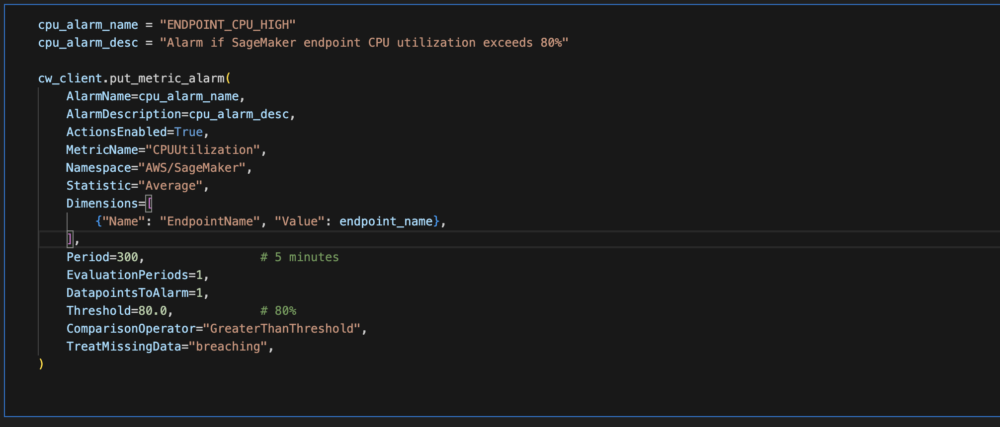 cpu_alarm_name = "ENDPOINT_CPU_HIGH"
cpu_alarm_desc = "Alarm if SageMaker endpoint CPU utilization exceeds 80%"

cw_client.put_metric_alarm(
    AlarmName=cpu_alarm_name,
    AlarmDescription=cpu_alarm_desc,
    ActionsEnabled=True,
    MetricName="CPUUtilization",
    Namespace="AWS/SageMaker",
    Statistic="Average",
    Dimensions=[
        {"Name": "EndpointName", "Value": endpoint_name},
    ],
    Period=300,                # 5 minutes
    EvaluationPeriods=1,
    DatapointsToAlarm=1,
    Threshold=80.0,            # 80%
    ComparisonOperator="GreaterThanThreshold",
    TreatMissingData="breaching",
)